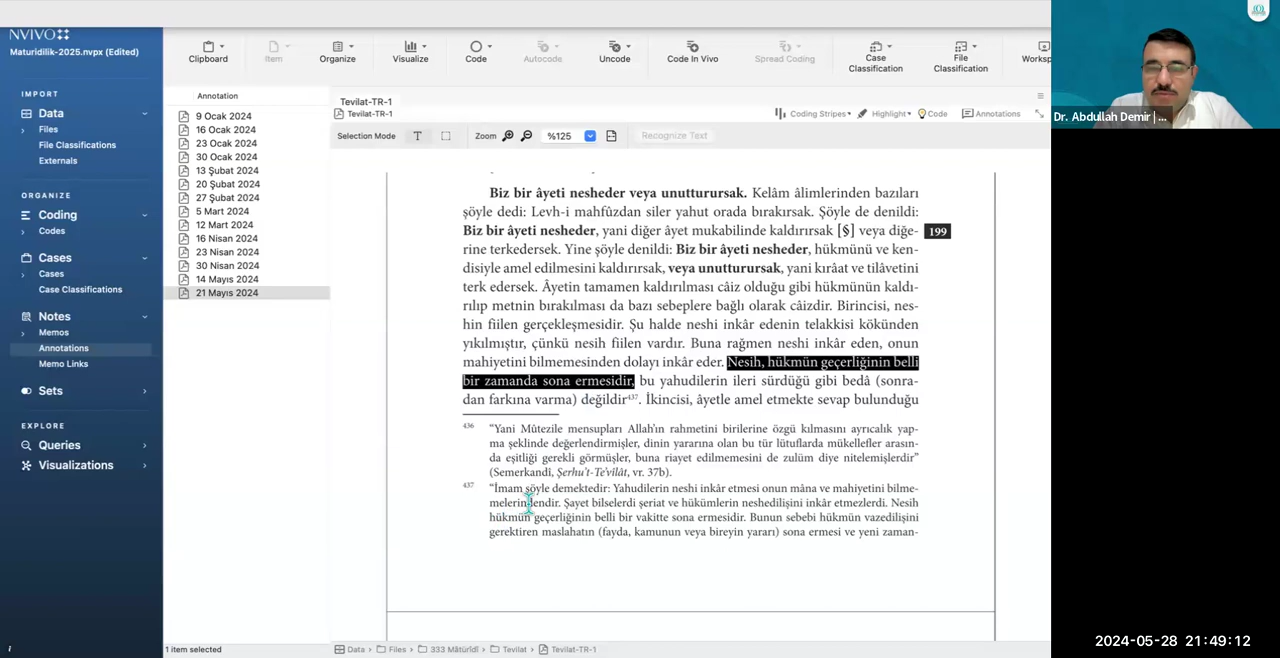 NVIVO
Maturidilik-2025.nvpx (Edited)
IMPORT
Data
Files
File Classifications
Externals
ORGANIZE
Coding
Codes
Cases
Cases
Case Classifications
Notes
Memos
Annotations
Memo Links
Sets
EXPLORE
Queries
Visualizations
i
Clipboard
Item
Organize
Visualize
Code
Autocode
Uncode
Code In Vivo
Spread Coding
Case
Classification
File
Classification
Worksp
Annotation
9 Ocak 2024
16 Ocak 2024
23 Ocak 2024
30 Ocak 2024
13 Şubat 2024
20 Şubat 2024
27 Şubat 2024
5 Mart 2024
12 Mart 2024
16 Nisan 2024
23 Nisan 2024
30 Nisan 2024
14 Mayıs 2024
21 Mayıs 2024
1 item selected
Tevilat-TR-1
Tevilat-TR-1
Coding Stripes
Highlight
Code
Annotations
Selection Mode
T
Zoom
%125
Recognize Text
Biz bir âyeti nesheder veya unutturursak. Kelâm âlimlerinden bazıları
şöyle dedi: Levh-i mahfûzdan siler yahut orada bırakırsak. Şöyle de denildi:
Biz bir âyeti nesheder, yani diğer âyet mukabilinde kaldırırsak [§] veya diğe-
199
rine terkedersek. Yine şöyle denildi: Biz bir âyeti nesheder, hükmünü ve ken-
disiyle amel edilmesini kaldırırsak, veya unutturursak, yani kırâat ve tilâvetini
terk edersek. Âyetin tamamen kaldırılması câiz olduğu gibi hükmünün kaldı-
rılıp metnin bırakılması da bazı sebeplere bağlı olarak câizdir. Birincisi, nes-
hin fiilen gerçekleşmesidir. Şu halde neshi inkâr edenin telakkisi kökünden
yıkılmıştır, çünkü nesih fiilen vardır. Buna rağmen neshi inkâr eden, onun
mahiyetini bilmemesinden dolayı inkâr eder. Nesih, hükmün geçerliğinin belli
bir zamanda sona ermesidir, bu yahudilerin ileri sürdüğü gibi bedâ (sonra-
dan farkına varma) değildir437. İkincisi, âyetle amel etmekte sevap bulunduğu
436 “Yani Mûtezile mensupları Allah’ın rahmetini birilerine özgü kılmasını ayrıcalık yap-
ma şeklinde değerlendirmişler, dinin yararına olan bu tür lütuflarda mükellefler arasın-
da eşitliği gerekli görmüşler, buna riayet edilmemesini de zulüm diye nitelemişlerdir”
(Semerkandî, Şerhu’t-Te’vîlât, vr. 37b).
437 “İmam şöyle demektedir: Yahudilerin neshi inkâr etmesi onun mâna ve mahiyetini bilme-
melerindendir. Şayet bilselerdi şeriat ve hükümlerin neshedilişini inkâr etmezlerdi. Nesih
hükmün geçerliğinin belli bir vakitte sona ermesidir. Bunun sebebi hükmün vazedilişini
gerektiren maslahatın (fayda, kamunun veya bireyin yararı) sona ermesi ve yeni zaman-
Data
Files
333 Mâtürîdî
Tevilat
Tevilat-TR-1
Dr. Abdullah Demir | ...
2024-05-28 21:49:12